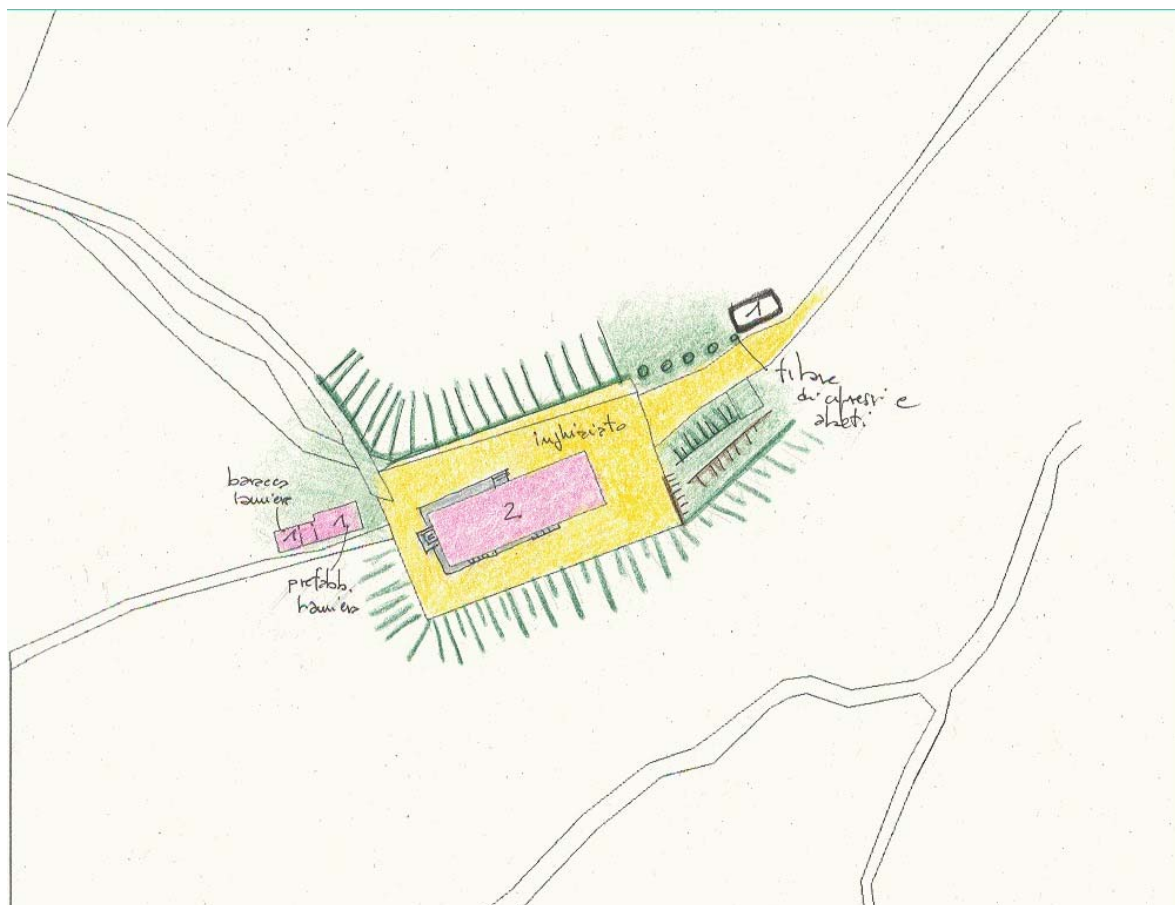 1
filare
di cipressi e
abeti
inghiaiato
2
baracca
lamiera
1
1
prefabb.
lamiera